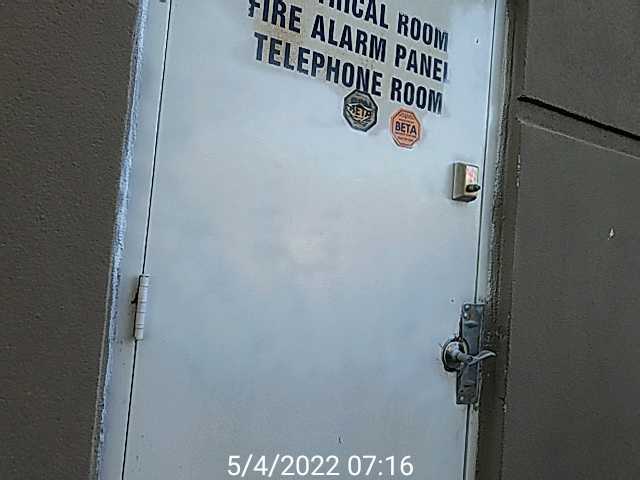 TRICAL ROOM
FIRE ALARM PANEL
TELEPHONE ROOM
BETA
BETA
5/4/2022 07:16